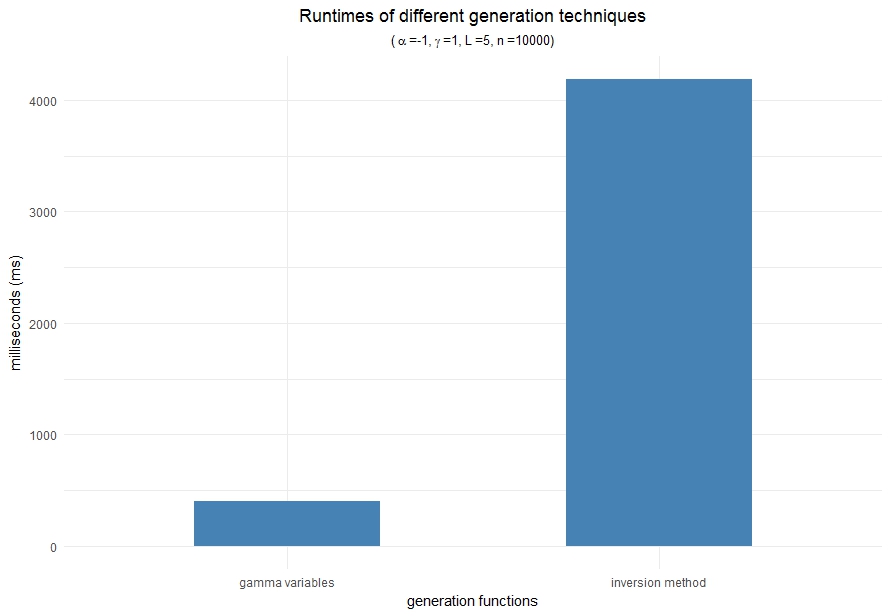 Runtimes of different generation techniques
( α =-1, γ =1, L =5, n =10000)
milliseconds (ms)
4000
3000
2000
1000
0
gamma variables
inversion method
generation functions